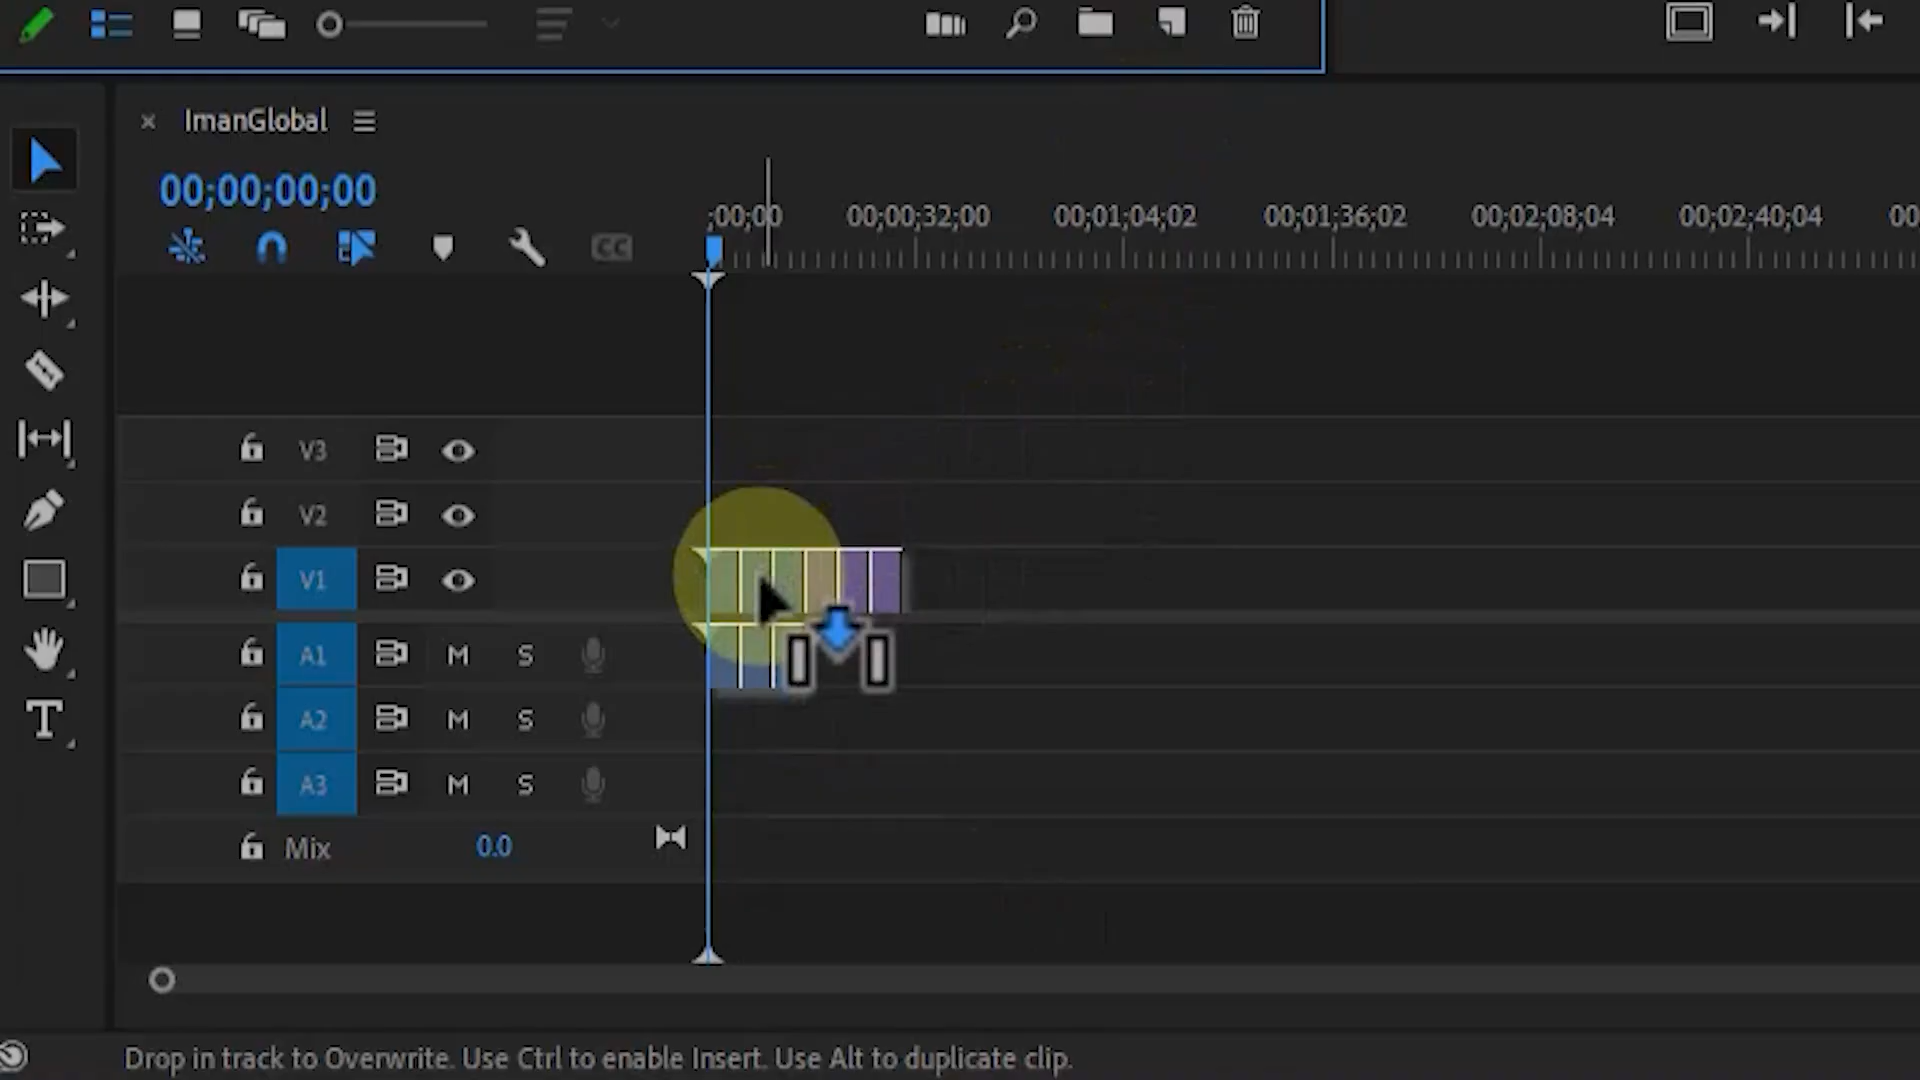 ImanGlobal
00;00;00;00
;00;00 00;00;32;00 00;01;04;02 00;01;36;02 00;02;08;04 00;02;40;04 00
CC
V3
V2
V1
A1 M S
A2 M S
A3 M S
Mix 0.0
T
Drop in track to Overwrite. Use Ctrl to enable Insert. Use Alt to duplicate clip.